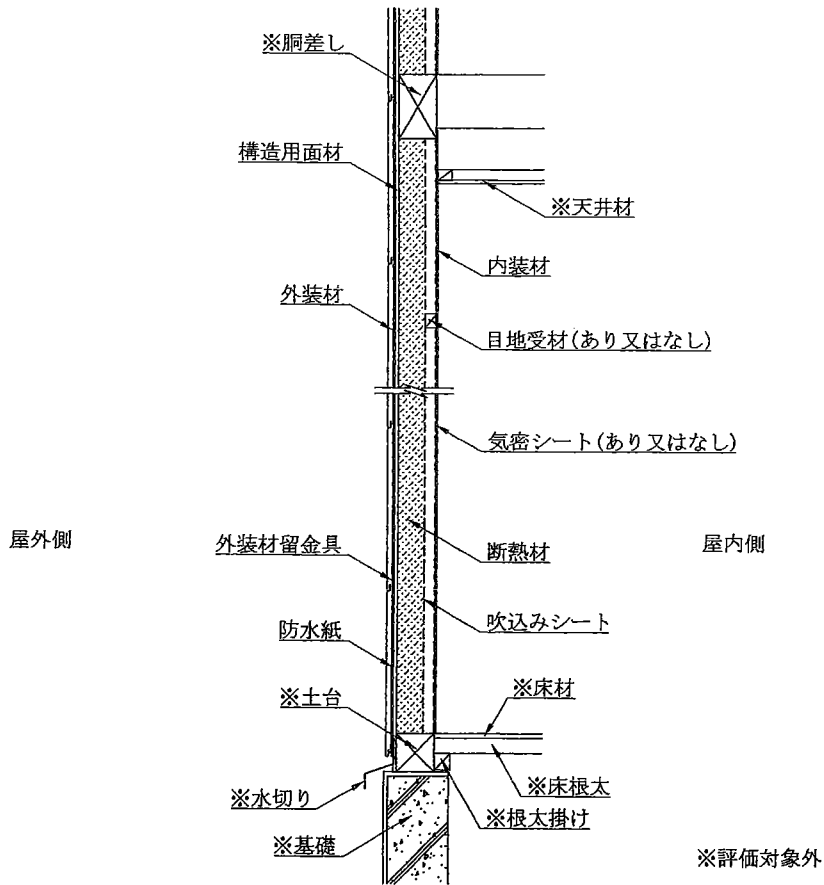 ※胴差し
構造用面材
※天井材
内装材
外装材
目地受材(あり又はなし)
気密シート(あり又はなし)
屋外側
外装材留金具
断熱材
屋内側
吹込みシート
防水紙
※床材
※土台
※床根太
※水切り
※根太掛け
※基礎
※評価対象外